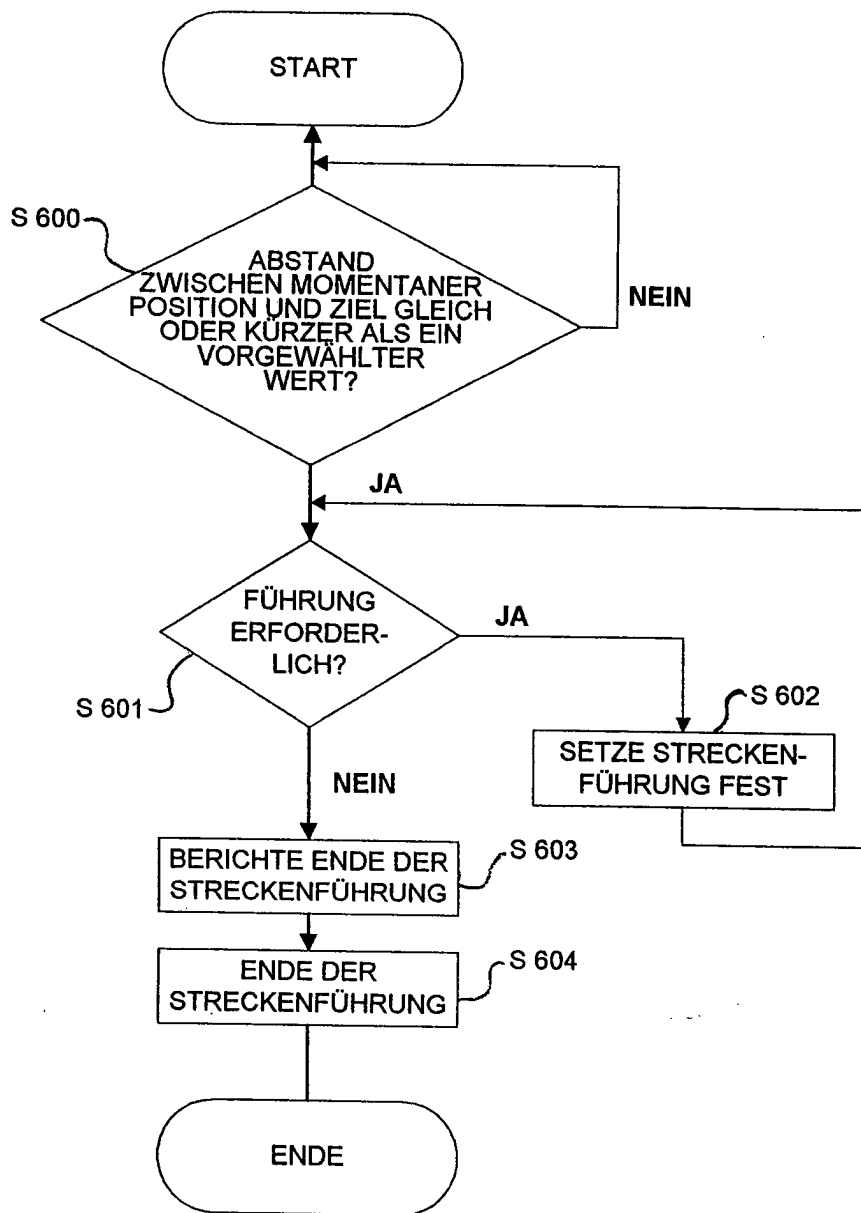 START
S 600
ABSTAND
ZWISCHEN MOMENTANER
POSITION UND ZIEL GLEICH
ODER KÜRZER ALS EIN
VORGEWÄHLTER
WERT?
NEIN
JA
FÜHRUNG
ERFORDER-
LICH?
JA
S 601
S 602
SETZE STRECKEN-
FÜHRUNG FEST
NEIN
BERICHTE ENDE DER
STRECKENFÜHRUNG
S 603
ENDE DER
STRECKENFÜHRUNG
S 604
ENDE